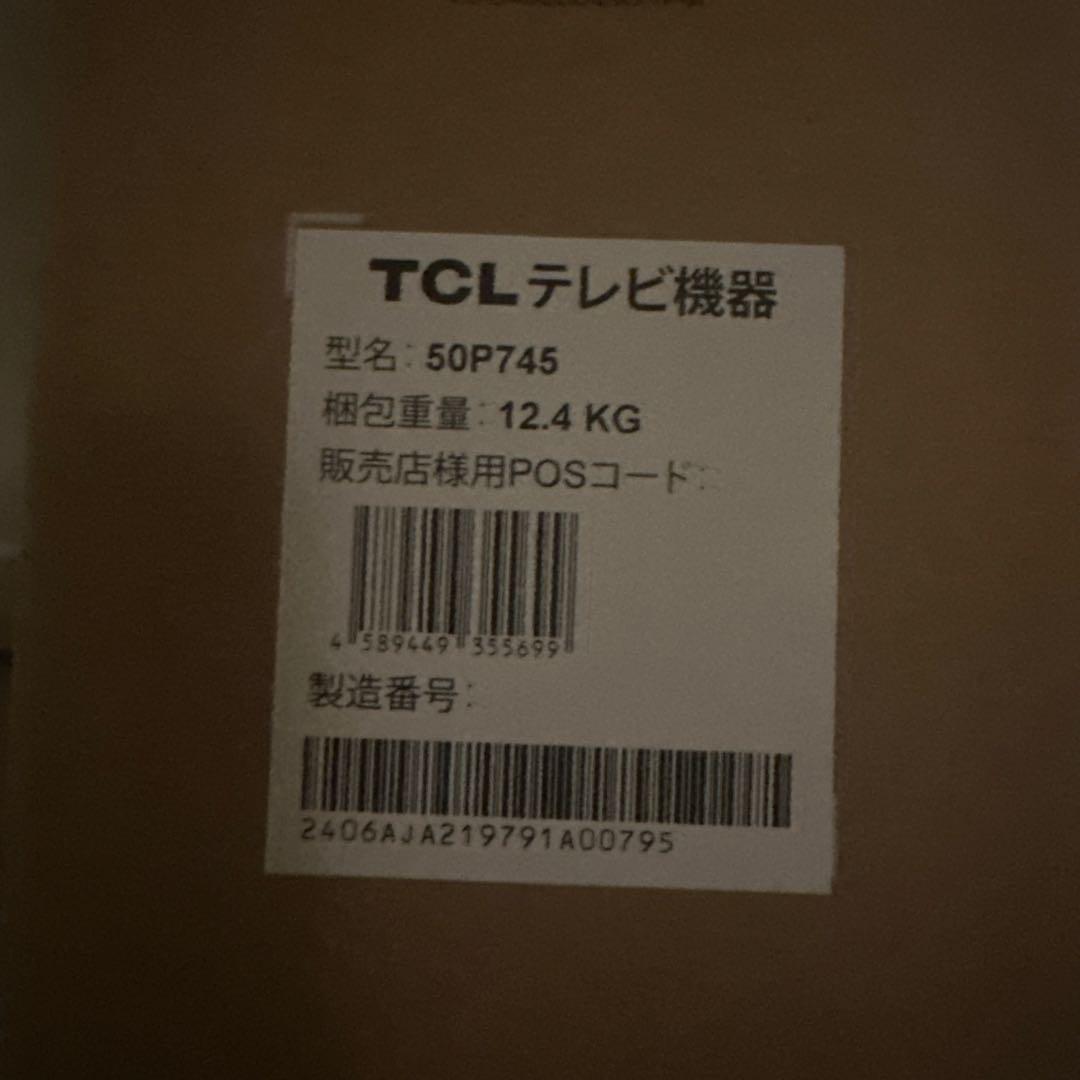 TCLテレビ機器
型名: 50P745
梱包重量: 12.4 KG
販売店様用POSコード:
4 589449 355699
製造番号:
2406AJA219791A00795